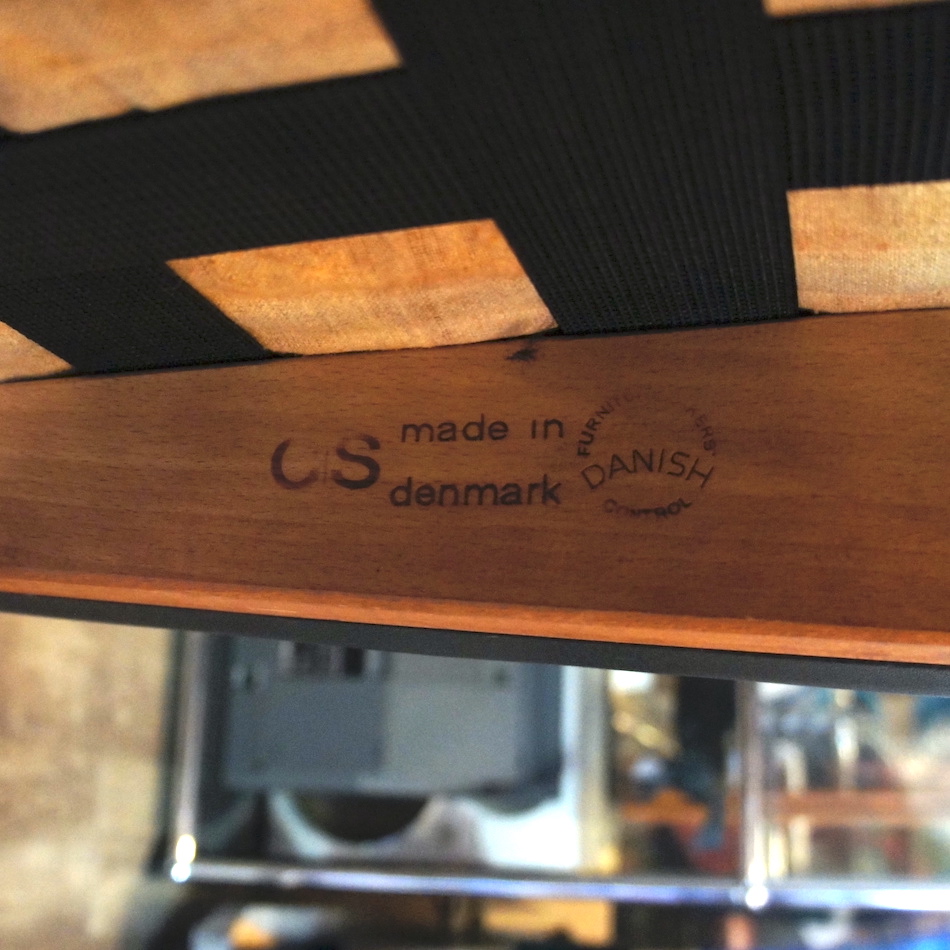 CS
made in
denmark
DANISH
CONTROL